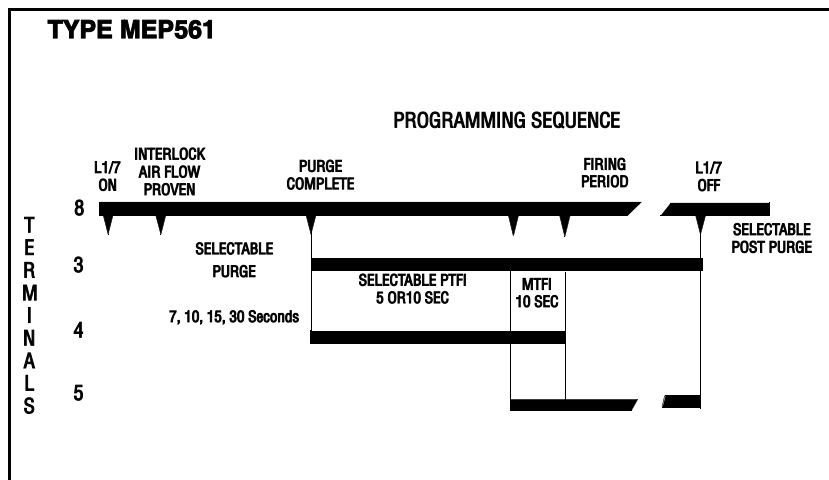 TYPE MEP561
PROGRAMMING SEQUENCE
L1/7
ON
INTERLOCK
AIR FLOW
PROVEN
PURGE
COMPLETE
FIRING
PERIOD
L1/7
OFF
8
SELECTABLE
POST PURGE
TERMINALS
SELECTABLE
PURGE
3
SELECTABLE PTFI
5 OR10 SEC
MTFI
10 SEC
7, 10, 15, 30 Seconds
4
5